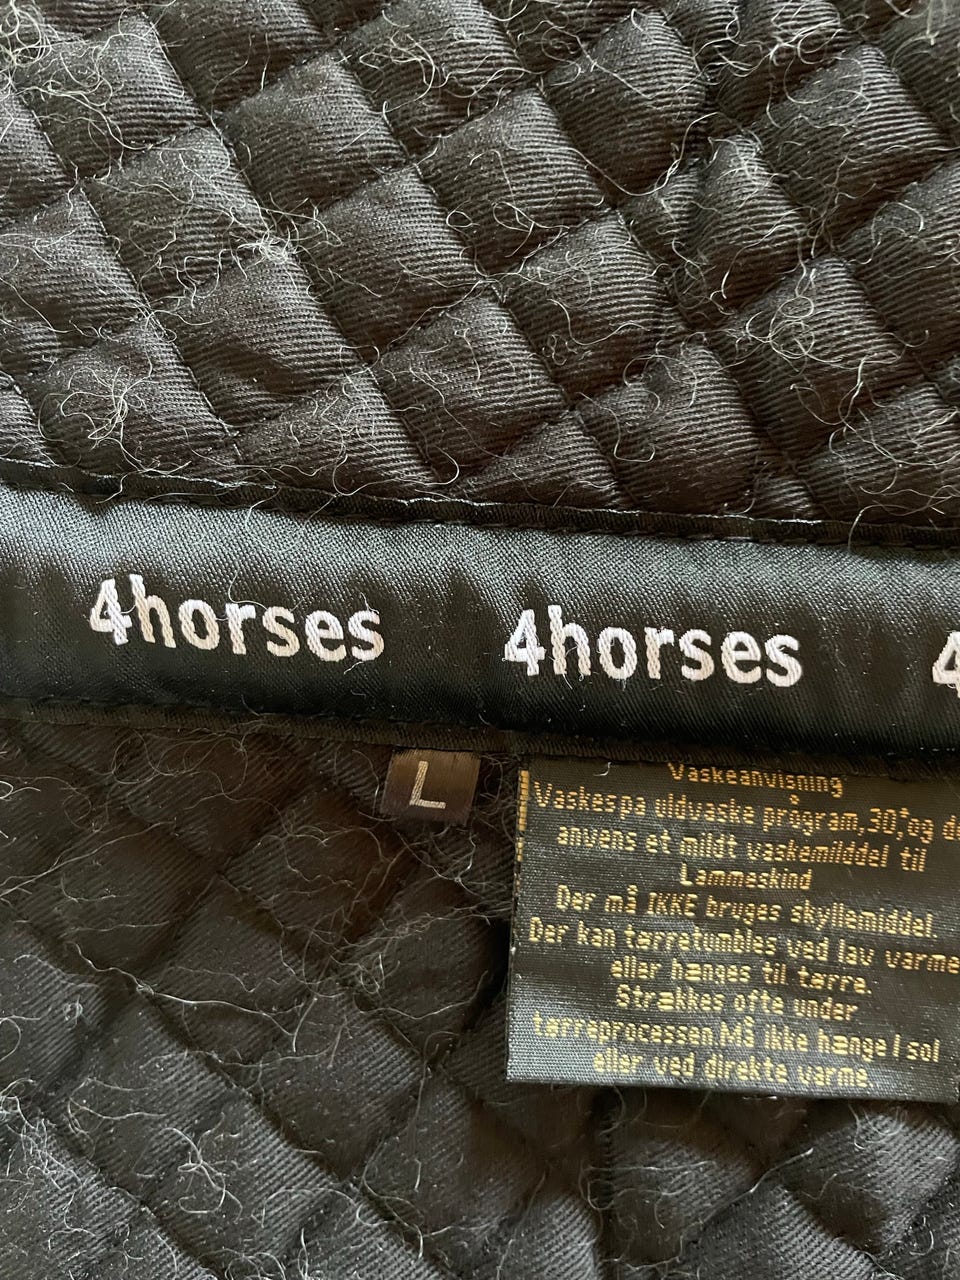 4horses 4horses 4
L
Vaskeanvisning
Vaskes på uldvaske program,30°,og d
anvens et mildt vaskemilddel til
Lammeskind
Der må IKKE bruges skyllemiddel.
Der kan tørretumbles ved lav varme
eller hænges til tørre.
Strækkes ofte under
tørreprocessen.Må ikke hænge I sol
eller ved direkte varme.